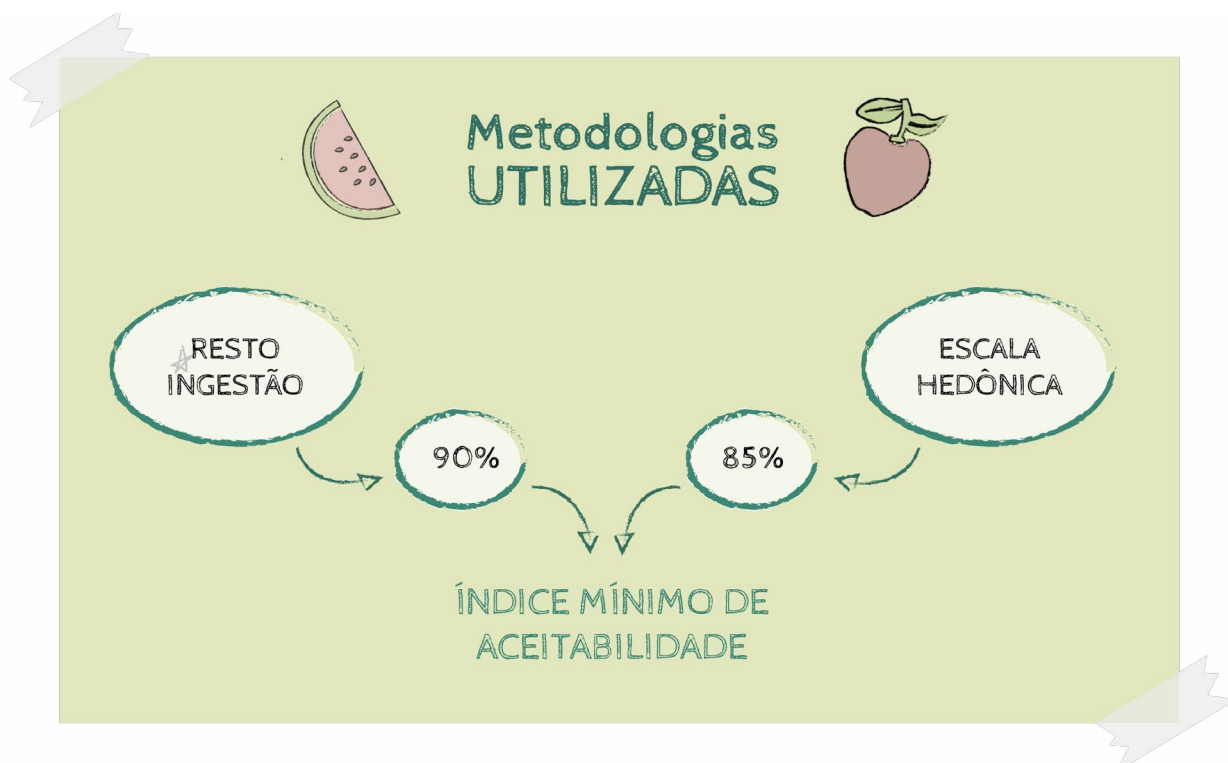 Metodologias
UTILIZADAS
RESTO
INGESTÃO
ESCALA
HEDÔNICA
90%
85%
ÍNDICE MÍNIMO DE
ACEITABILIDADE